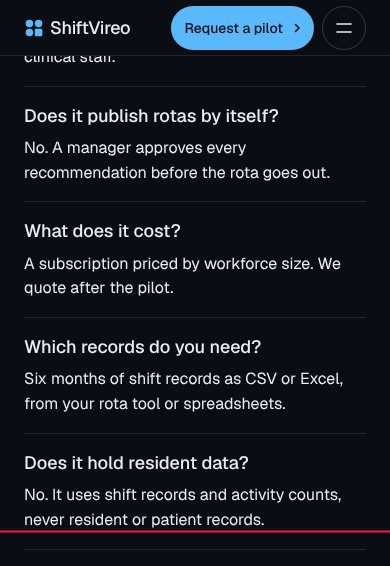 ShiftVireo
Request a pilot
clinical staff.
Does it publish rotas by itself?
No. A manager approves every
recommendation before the rota goes out.
What does it cost?
A subscription priced by workforce size. We
quote after the pilot.
Which records do you need?
Six months of shift records as CSV or Excel,
from your rota tool or spreadsheets.
Does it hold resident data?
No. It uses shift records and activity counts,
never resident or patient records.